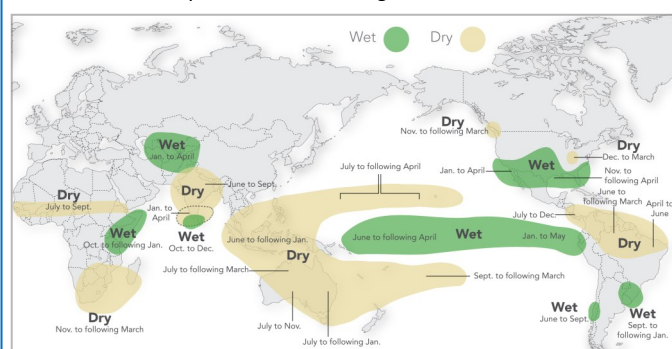 Wet
Dry
Dry
Nov. to following March
Dry
Dec. to March
Wet
Jan. to April
July to following April
Jan. to April
Wet
Nov. to
following April
Dry
June to Sept.
Dry
July to Sept.
Jan. to
April
June to
following March
April to
June
July to Dec.
Wet
Oct. to following Jan.
Wet
Oct. to Dec.
June to following Jan.
Dry
June to following April
Wet
Jan. to May
Dry
July to following March
Sept. to following March
Dry
Nov. to following March
July to Nov.
July to following Jan.
Wet
June to Sept.
Wet
Sept. to
following Jan.